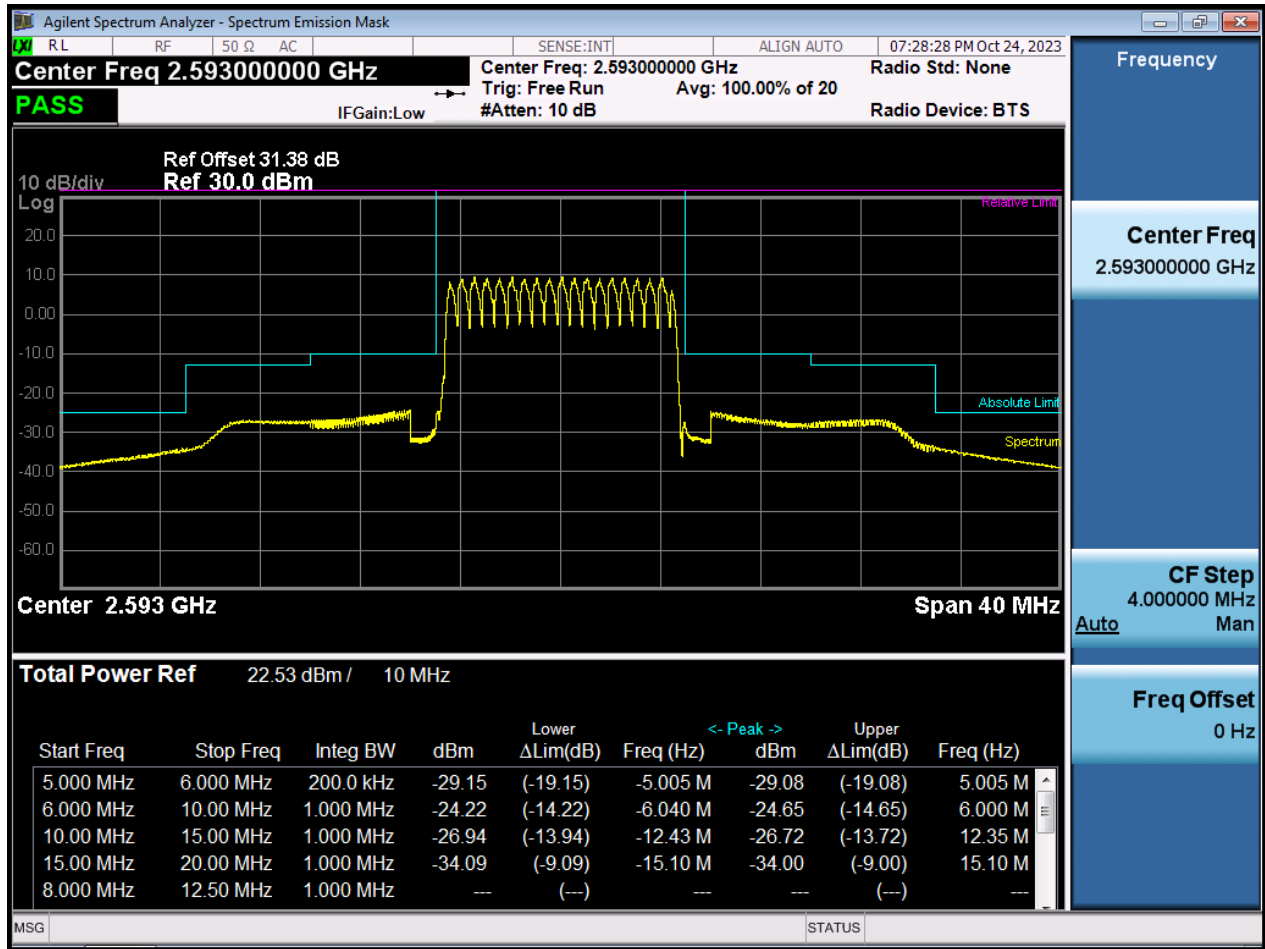 Agilent Spectrum Analyzer - Spectrum Emission Mask
LXI RL RF 50 Ω AC SENSE:INT ALIGN AUTO 07:28:28 PM Oct 24, 2023
Center Freq 2.593000000 GHz
Center Freq: 2.593000000 GHz Radio Std: None
Trig: Free Run Avg: 100.00% of 20
PASS
IFGain:Low #Atten: 10 dB Radio Device: BTS
Ref Offset 31.38 dB
10 dB/div Ref 30.0 dBm
Log
Relative Limit
20.0
10.0
0.00
-10.0
-20.0
Absolute Limit
-30.0
Spectrum
-40.0
-50.0
-60.0
Center 2.593 GHz Span 40 MHz
Total Power Ref 22.53 dBm / 10 MHz
Lower <- Peak -> Upper
Start Freq Stop Freq Integ BW dBm ΔLim(dB) Freq (Hz) dBm ΔLim(dB) Freq (Hz)
5.000 MHz 6.000 MHz 200.0 kHz -29.15 (-19.15) -5.005 M -29.08 (-19.08) 5.005 M
6.000 MHz 10.00 MHz 1.000 MHz -24.22 (-14.22) -6.040 M -24.65 (-14.65) 6.000 M
10.00 MHz 15.00 MHz 1.000 MHz -26.94 (-13.94) -12.43 M -26.72 (-13.72) 12.35 M
15.00 MHz 20.00 MHz 1.000 MHz -34.09 (-9.09) -15.10 M -34.00 (-9.00) 15.10 M
8.000 MHz 12.50 MHz 1.000 MHz --- (---) --- --- (---) ---
MSG STATUS
Frequency
Center Freq
2.593000000 GHz
CF Step
4.000000 MHz
Auto Man
Freq Offset
0 Hz